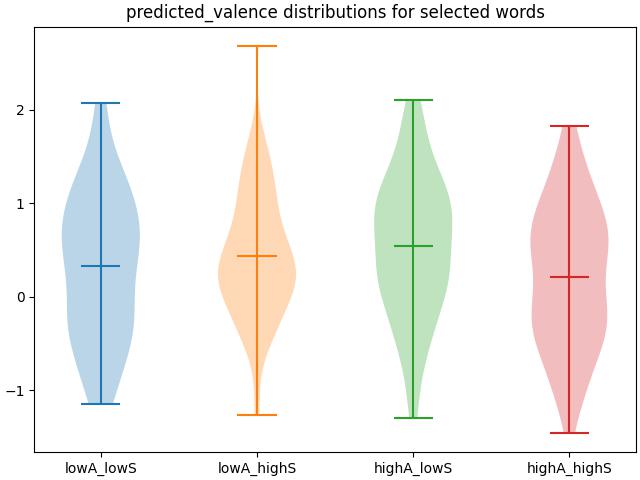 predicted_valence distributions for selected words
2
1
0
−1
lowA_lowS
lowA_highS
highA_lowS
highA_highS